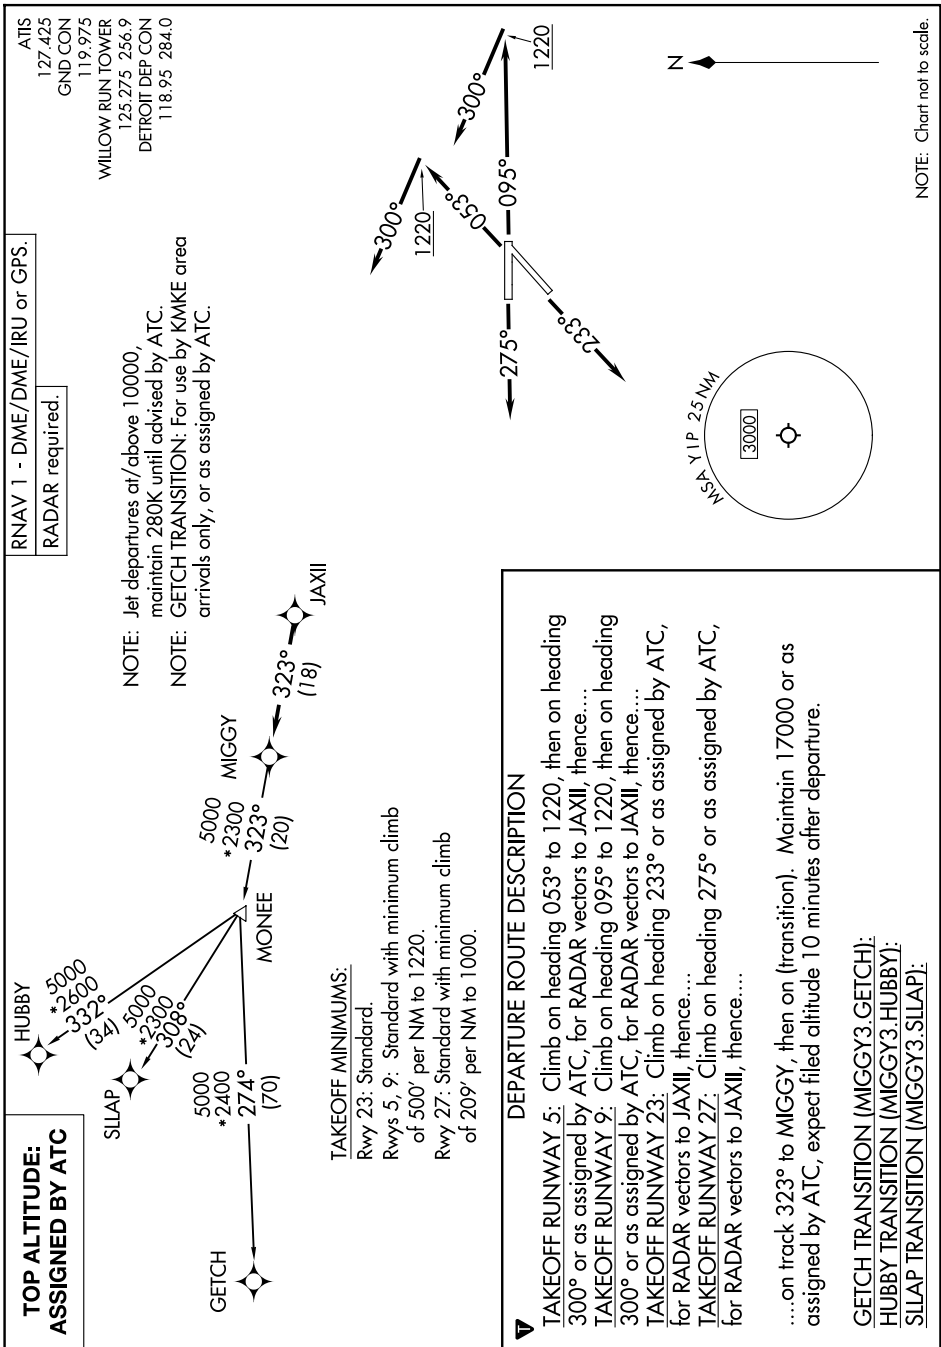 TOP ALTITUDE:
ASSIGNED BY ATC
RNAV 1 - DME/DME/IRU or GPS.
RADAR required.
ATIS
127.425
GND CON
119.975
WILLOW RUN TOWER
125.275 256.9
DETROIT DEP CON
118.95 284.0
NOTE: Jet departures at/above 10000,
maintain 280K until advised by ATC.
NOTE: GETCH TRANSITION: For use by KMKE area
arrivals only, or as assigned by ATC.
HUBBY
5000
*2600
332°
(34)
SLLAP
5000
*2300
308°
(24)
GETCH
5000
*2400
274°
(70)
MONEE
5000
*2300
323°
(20)
MIGGY
323°
(18)
JAXII
TAKEOFF MINIMUMS:
Rwy 23: Standard.
Rwys 5, 9: Standard with minimum climb
of 500' per NM to 1220.
Rwy 27: Standard with minimum climb
of 209' per NM to 1000.
300°
1220
053°
300°
1220
095°
275°
233°
N
MSA YIP 25 NM
3000
NOTE: Chart not to scale.
DEPARTURE ROUTE DESCRIPTION
T
TAKEOFF RUNWAY 5: Climb on heading 053° to 1220, then on heading
300° or as assigned by ATC, for RADAR vectors to JAXII, thence....
TAKEOFF RUNWAY 9: Climb on heading 095° to 1220, then on heading
300° or as assigned by ATC, for RADAR vectors to JAXII, thence....
TAKEOFF RUNWAY 23: Climb on heading 233° or as assigned by ATC,
for RADAR vectors to JAXII, thence....
TAKEOFF RUNWAY 27: Climb on heading 275° or as assigned by ATC,
for RADAR vectors to JAXII, thence....
....on track 323° to MIGGY, then on (transition). Maintain 17000 or as
assigned by ATC, expect filed altitude 10 minutes after departure.
GETCH TRANSITION (MIGGY3.GETCH):
HUBBY TRANSITION (MIGGY3.HUBBY):
SLLAP TRANSITION (MIGGY3.SLLAP):